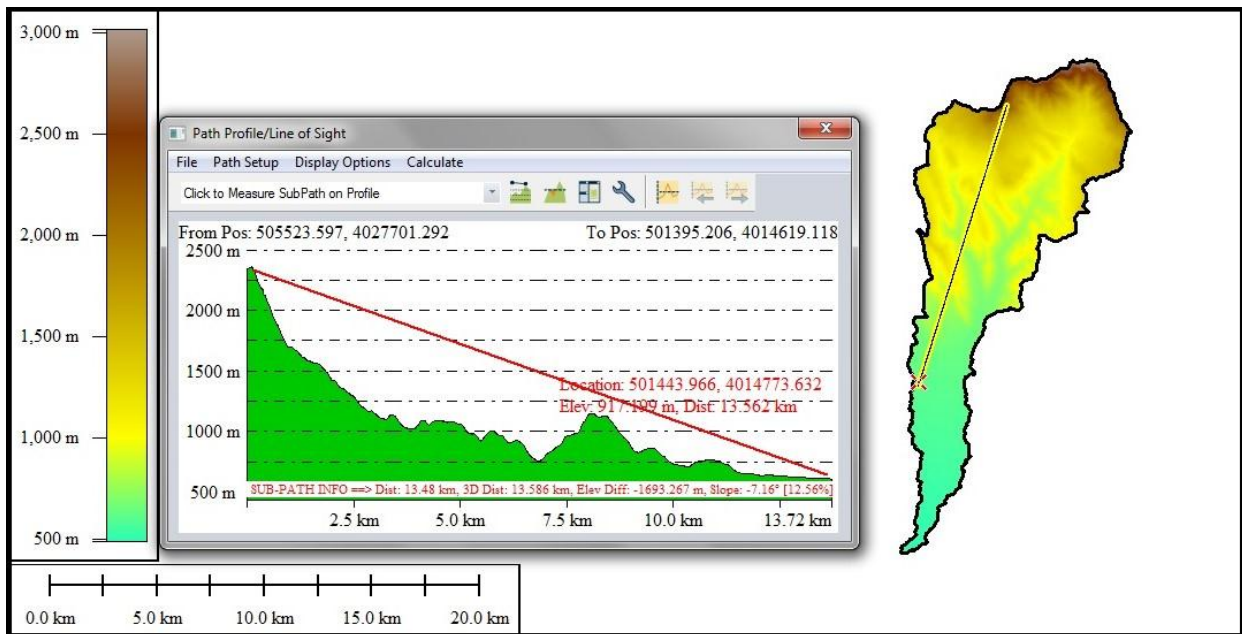 3,000 m
2,500 m
2,000 m
1,500 m
1,000 m
500 m
0.0 km 5.0 km 10.0 km 15.0 km 20.0 km
Path Profile/Line of Sight
File Path Setup Display Options Calculate
Click to Measure SubPath on Profile
From Pos: 505523.597, 4027701.292 To Pos: 501395.206, 4014619.118
2500 m
2000 m
1500 m
Location: 501443.966, 4014773.632
Elev: 917.199 m, Dist: 13.562 km
1000 m
500 m
SUB-PATH INFO ==> Dist: 13.48 km, 3D Dist: 13.586 km, Elev Diff: -1693.267 m, Slope: -7.16° [12.56%]
2.5 km 5.0 km 7.5 km 10.0 km 13.72 km